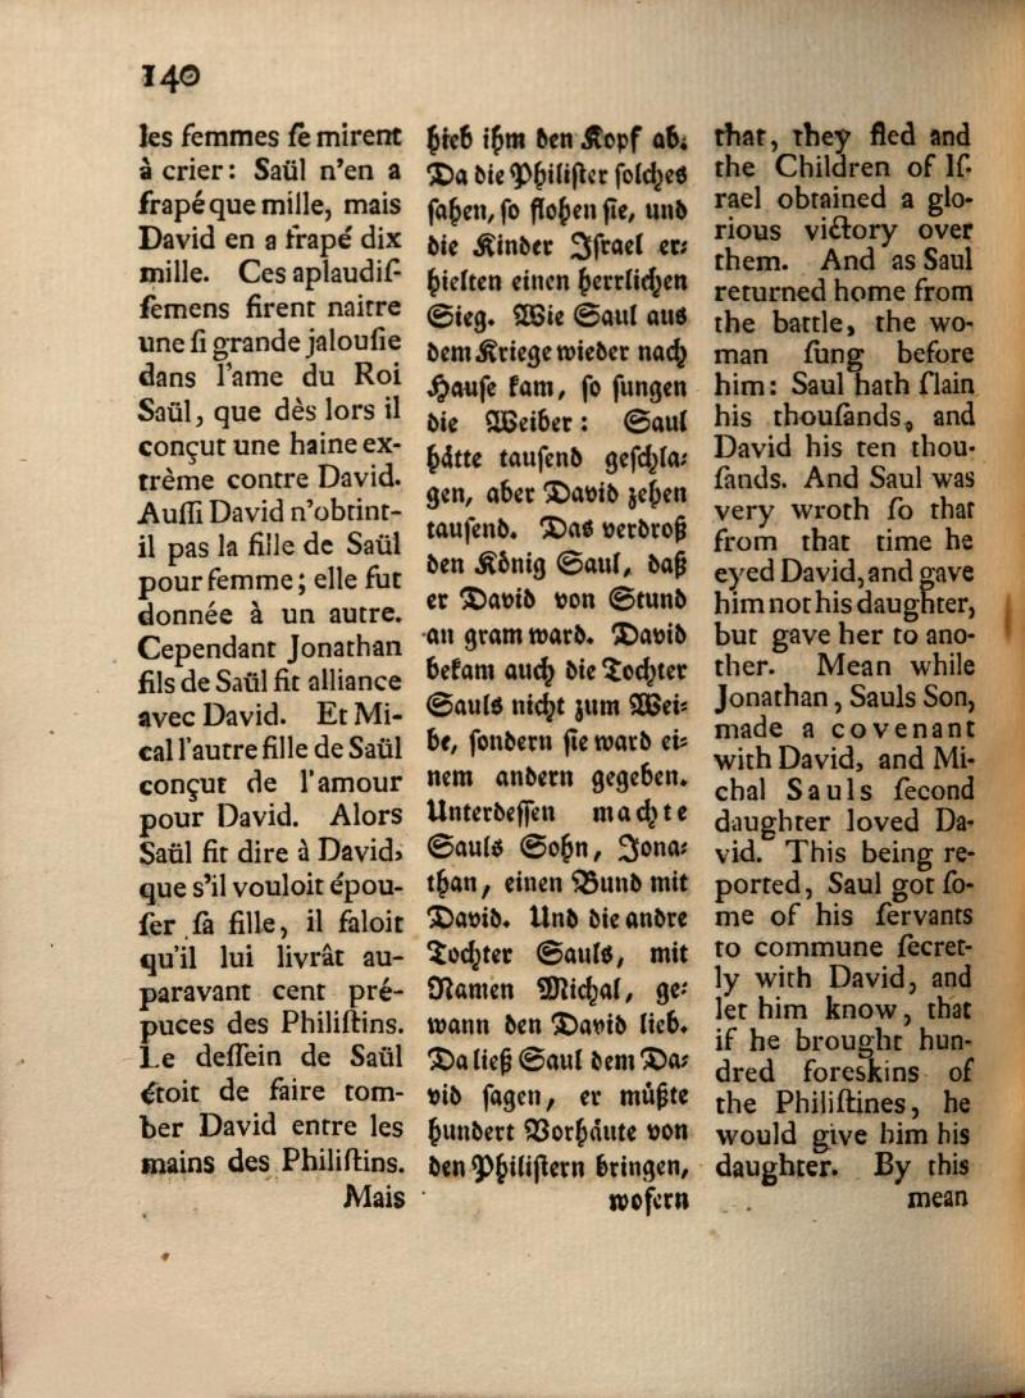 140
les femmes ſe mirent
à crier: Saül n'en a
frapé que mille, mais
David en a frapé dix
mille. Ces aplaudiſ-
ſemens firent naitre
une ſi grande jalouſie
dans l'ame du Roi
Saül, que dès lors il
conçut une haine ex-
trème contre David.
Auſſi David n'obtint-
il pas la fille de Saül
pour femme; elle fut
donnée à un autre.
Cependant Jonathan
fils de Saül fit alliance
avec David. Et Mi-
cal l'autre fille de Saül
conçut de l'amour
pour David. Alors
Saül fit dire à David,
que s'il vouloit épou-
ſer ſa fille, il faloit
qu'il lui livrât au-
paravant cent pré-
puces des Philiſtins.
Le deſſein de Saül
étoit de faire tom-
ber David entre les
mains des Philiſtins.
Mais
hieb ihm den Kopf ab.
Da die Philiſter ſolches
ſahen, ſo flohen ſie, und
die Kinder Iſrael er-
hielten einen herrlichen
Sieg. Wie Saul aus
dem Kriege wieder nach
Hauſe kam, ſo ſungen
die Weiber: Saul
hätte tauſend geſchla-
gen, aber David zehen
tauſend. Das verdroß
den König Saul, daß
er David von Stund
an gram ward. David
bekam auch die Tochter
Sauls nicht zum Wei-
be, ſondern ſie ward ei-
nem andern gegeben.
Unterdeſſen machte
Sauls Sohn, Jona-
than, einen Bund mit
David. Und die andre
Tochter Sauls, mit
Namen Michal, ge-
wann den David lieb.
Da ließ Saul dem Da-
vid ſagen, er müßte
hundert Vorhäute von
den Philiſtern bringen,
wofern
that, they fled and
the Children of Iſ-
rael obtained a glo-
rious victory over
them. And as Saul
returned home from
the battle, the wo-
man ſung before
him: Saul hath ſlain
his thouſands, and
David his ten thou-
ſands. And Saul was
very wroth ſo that
from that time he
eyed David, and gave
him not his daughter,
but gave her to ano-
ther. Mean while
Jonathan, Sauls Son,
made a covenant
with David, and Mi-
chal Sauls ſecond
daughter loved Da-
vid. This being re-
ported, Saul got ſo-
me of his ſervants
to commune ſecret-
ly with David, and
let him know, that
if he brought hun-
dred foreskins of
the Philiſtines, he
would give him his
daughter. By this
mean